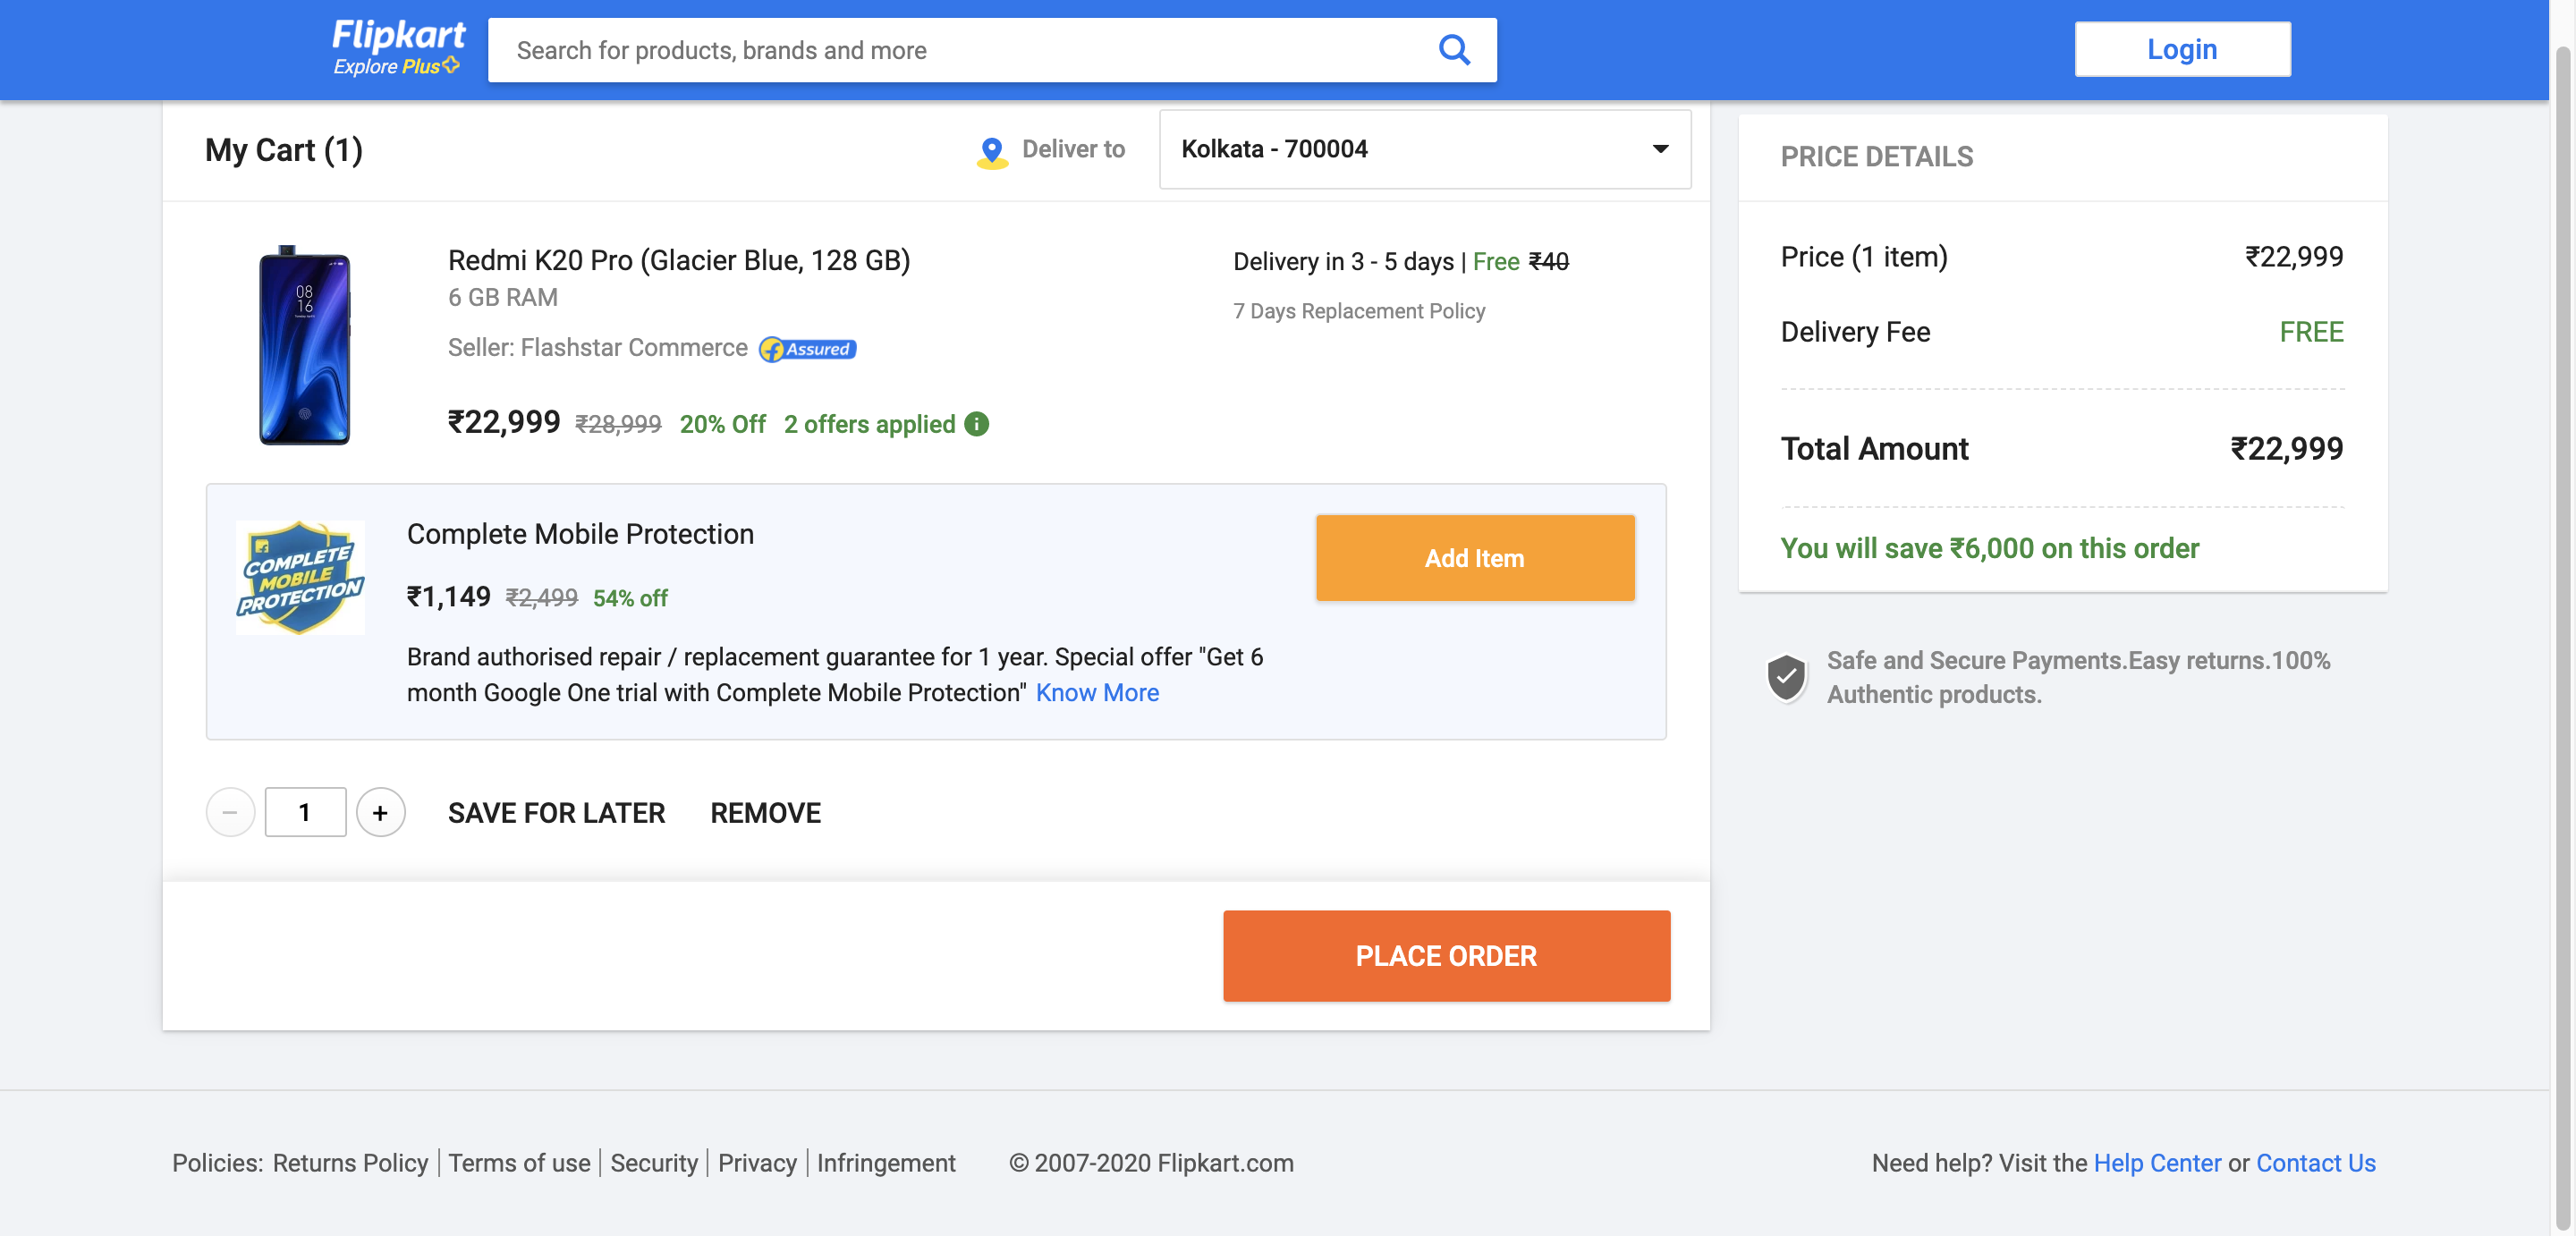 Flipkart
Explore Plus
Search for products, brands and more
Login
My Cart (1)
Deliver to
Kolkata - 700004
Redmi K20 Pro (Glacier Blue, 128 GB)
6 GB RAM
Seller: Flashstar Commerce
f Assured
₹22,999 ₹28,999 20% Off 2 offers applied i
Delivery in 3 - 5 days | Free ₹40
7 Days Replacement Policy
08
16
COMPLETE
MOBILE
PROTECTION
Complete Mobile Protection
₹1,149 ₹2,499 54% off
Brand authorised repair / replacement guarantee for 1 year. Special offer "Get 6
month Google One trial with Complete Mobile Protection" Know More
Add Item
− 1 + SAVE FOR LATER REMOVE
PLACE ORDER
PRICE DETAILS
Price (1 item) ₹22,999
Delivery Fee FREE
Total Amount ₹22,999
You will save ₹6,000 on this order
Safe and Secure Payments.Easy returns.100%
Authentic products.
Policies: Returns Policy | Terms of use | Security | Privacy | Infringement © 2007-2020 Flipkart.com
Need help? Visit the Help Center or Contact Us